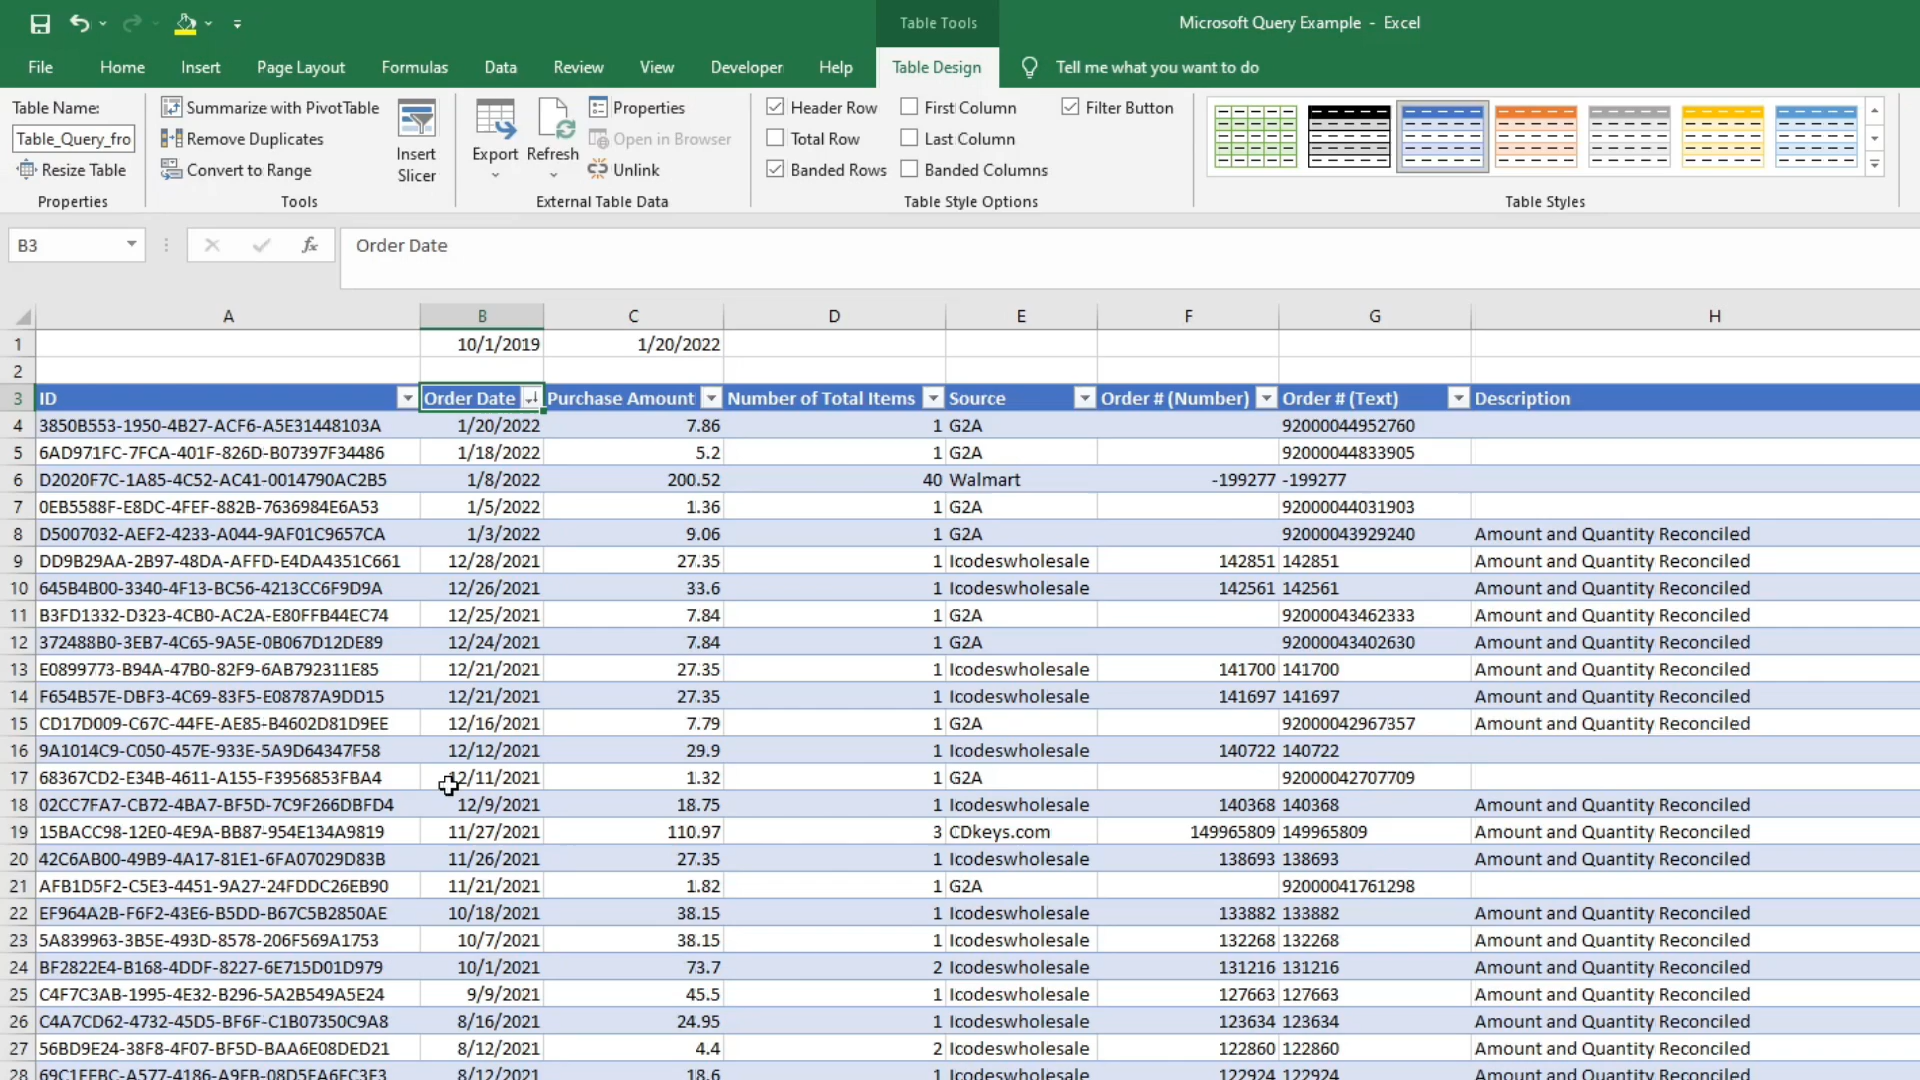 Table Tools
Microsoft Query Example - Excel
File Home Insert Page Layout Formulas Data Review View Developer Help Table Design Tell me what you want to do
Table Name:
Table_Query_fro
Resize Table
Properties
Summarize with PivotTable
Remove Duplicates
Convert to Range
Insert Slicer
Tools
Export Refresh
Properties
Open in Browser
Unlink
External Table Data
Header Row First Column Filter Button
Total Row Last Column
Banded Rows Banded Columns
Table Style Options
Table Styles
B3 fx Order Date
A B C D E F G H
1 10/1/2019 1/20/2022
2
3 ID Order Date Purchase Amount Number of Total Items Source Order # (Number) Order # (Text) Description
4 3850B553-1950-4B27-ACF6-A5E31448103A 1/20/2022 7.86 1 G2A 92000044952760
5 6AD971FC-7FCA-401F-826D-B07397F34486 1/18/2022 5.2 1 G2A 92000044833905
6 D2020F7C-1A85-4C52-AC41-0014790AC2B5 1/8/2022 200.52 40 Walmart -199277 -199277
7 0EB5588F-E8DC-4FEF-882B-7636984E6A53 1/5/2022 1.36 1 G2A 92000044031903
8 D5007032-AEF2-4233-A044-9AF01C9657CA 1/3/2022 9.06 1 G2A 92000043929240 Amount and Quantity Reconciled
9 DD9B29AA-2B97-48DA-AFFD-E4DA4351C661 12/28/2021 27.35 1 Icodeswholesale 142851 142851 Amount and Quantity Reconciled
10 645B4B00-3340-4F13-BC56-4213CC6F9D9A 12/26/2021 33.6 1 Icodeswholesale 142561 142561 Amount and Quantity Reconciled
11 B3FD1332-D323-4CB0-AC2A-E80FFB44EC74 12/25/2021 7.84 1 G2A 92000043462333 Amount and Quantity Reconciled
12 372488B0-3EB7-4C65-9A5E-0B067D12DE89 12/24/2021 7.84 1 G2A 92000043402630 Amount and Quantity Reconciled
13 E0899773-B94A-47B0-82F9-6AB792311E85 12/21/2021 27.35 1 Icodeswholesale 141700 141700 Amount and Quantity Reconciled
14 F654B57E-DBF3-4C69-83F5-E08787A9DD15 12/21/2021 27.35 1 Icodeswholesale 141697 141697 Amount and Quantity Reconciled
15 CD17D009-C67C-44FE-AE85-B4602D81D9EE 12/16/2021 7.79 1 G2A 92000042967357 Amount and Quantity Reconciled
16 9A1014C9-C050-457E-933E-5A9D64347F58 12/12/2021 29.9 1 Icodeswholesale 140722 140722
17 68367CD2-E34B-4611-A155-F3956853FBA4 12/11/2021 1.32 1 G2A 92000042707709
18 02CC7FA7-CB72-4BA7-BF5D-7C9F266DBFD4 12/9/2021 18.75 1 Icodeswholesale 140368 140368 Amount and Quantity Reconciled
19 15BACC98-12E0-4E9A-BB87-954E134A9819 11/27/2021 110.97 3 CDkeys.com 149965809 149965809 Amount and Quantity Reconciled
20 42C6AB00-49B9-4A17-81E1-6FA07029D83B 11/26/2021 27.35 1 Icodeswholesale 138693 138693 Amount and Quantity Reconciled
21 AFB1D5F2-C5E3-4451-9A27-24FDDC26EB90 11/21/2021 1.82 1 G2A 92000041761298
22 EF964A2B-F6F2-43E6-B5DD-B67C5B2850AE 10/18/2021 38.15 1 Icodeswholesale 133882 133882 Amount and Quantity Reconciled
23 5A839963-3B5E-493D-8578-206F569A1753 10/7/2021 38.15 1 Icodeswholesale 132268 132268 Amount and Quantity Reconciled
24 BF2822E4-B168-4DDF-8227-6E715D01D979 10/1/2021 73.7 2 Icodeswholesale 131216 131216 Amount and Quantity Reconciled
25 C4F7C3AB-1995-4E32-B296-5A2B549A5E24 9/9/2021 45.5 1 Icodeswholesale 127663 127663 Amount and Quantity Reconciled
26 C4A7CD62-4732-45D5-BF6F-C1B07350C9A8 8/16/2021 24.95 1 Icodeswholesale 123634 123634 Amount and Quantity Reconciled
27 56BD9E24-38F8-4F07-BF5D-BAA6E08DED21 8/12/2021 4.4 2 Icodeswholesale 122860 122860 Amount and Quantity Reconciled
28 8/12/2021 18.6 1 Icodeswholesale 122924 122924 Amount and Quantity Reconciled